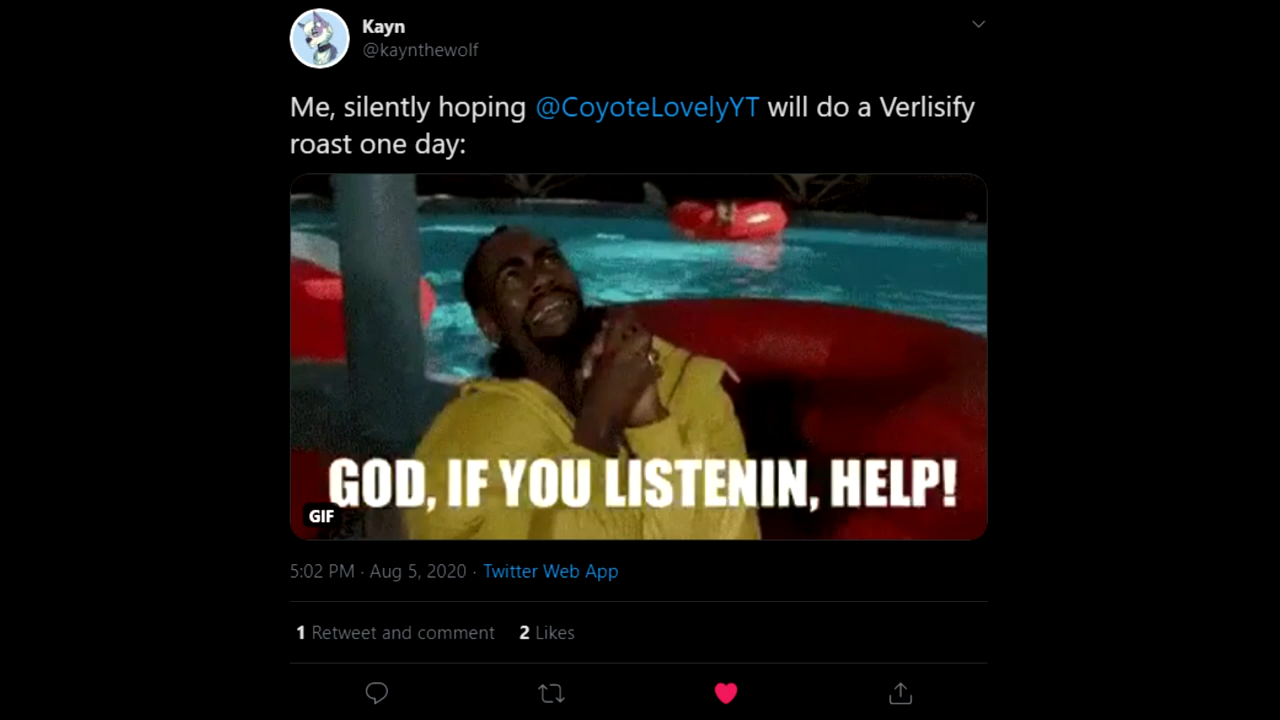 Kayn
@kaynthewolf
Me, silently hoping @CoyoteLovelyYT will do a Verlisify
roast one day:
GOD, IF YOU LISTENIN, HELP!
GIF
5:02 PM · Aug 5, 2020 · Twitter Web App
1 Retweet and comment 2 Likes